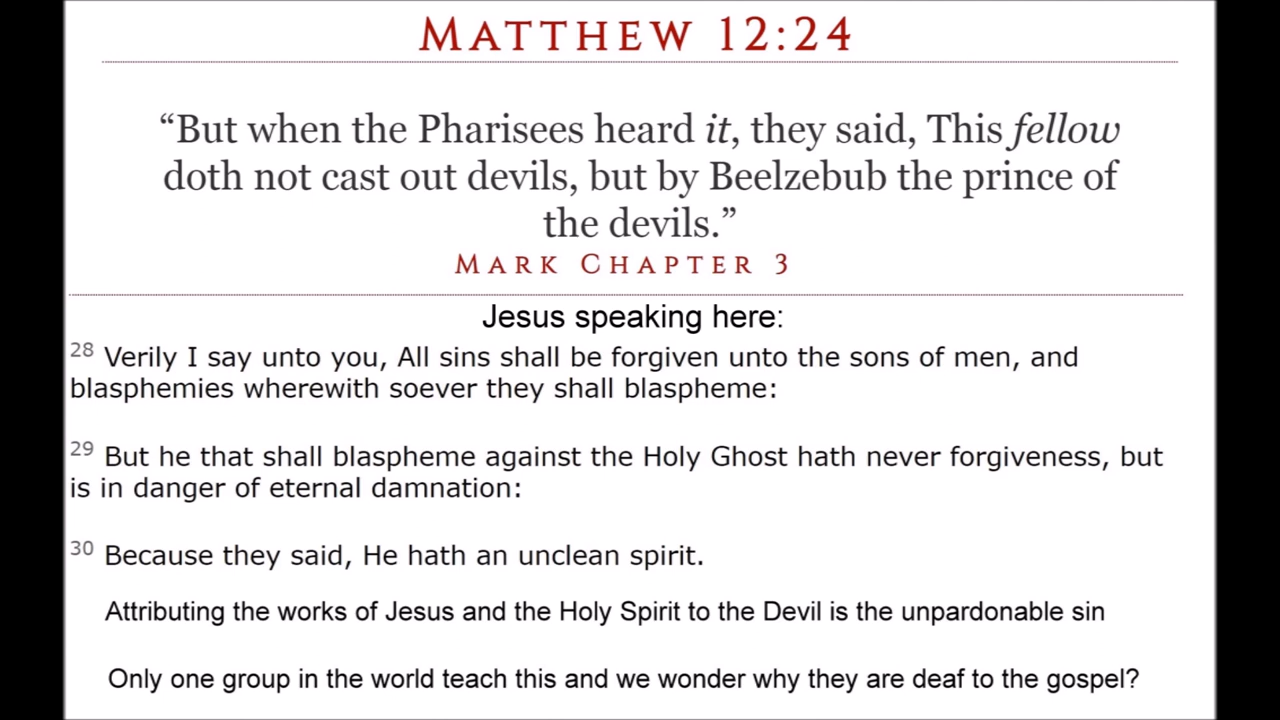 MATTHEW 12:24
“But when the Pharisees heard it, they said, This fellow
doth not cast out devils, but by Beelzebub the prince of
the devils.”
MARK CHAPTER 3
Jesus speaking here:
28 Verily I say unto you, All sins shall be forgiven unto the sons of men, and
blasphemies wherewith soever they shall blaspheme:
29 But he that shall blaspheme against the Holy Ghost hath never forgiveness, but
is in danger of eternal damnation:
30 Because they said, He hath an unclean spirit.
Attributing the works of Jesus and the Holy Spirit to the Devil is the unpardonable sin
Only one group in the world teach this and we wonder why they are deaf to the gospel?